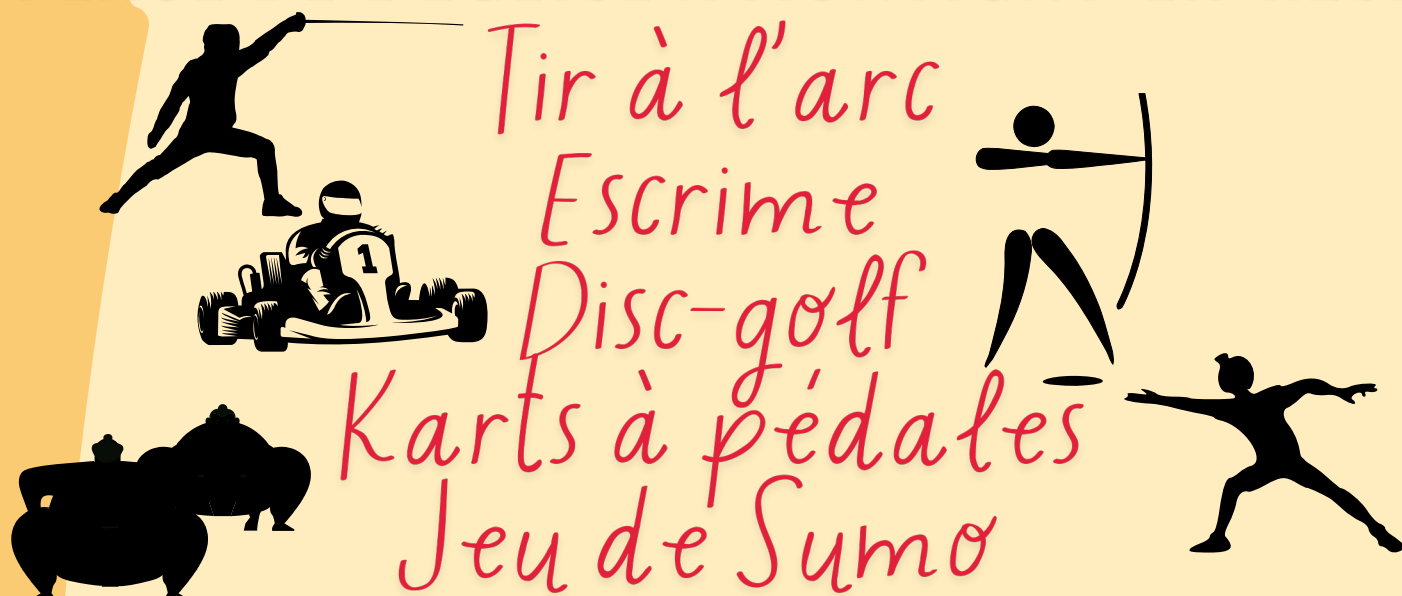 Tir à l'arc
Escrime
Disc-golf
Karts à pédales
Jeu de Sumo
1